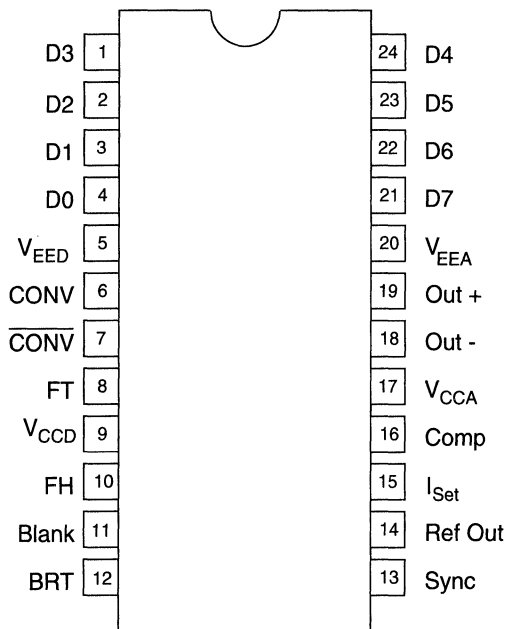 D3 1 24 D4
D2 2 23 D5
D1 3 22 D6
D0 4 21 D7
VEED 5 20 VEEA
CONV 6 19 Out +
CONV 7 18 Out -
FT 8 17 VCCA
VCCD 9 16 Comp
FH 10 15 ISet
Blank 11 14 Ref Out
BRT 12 13 Sync